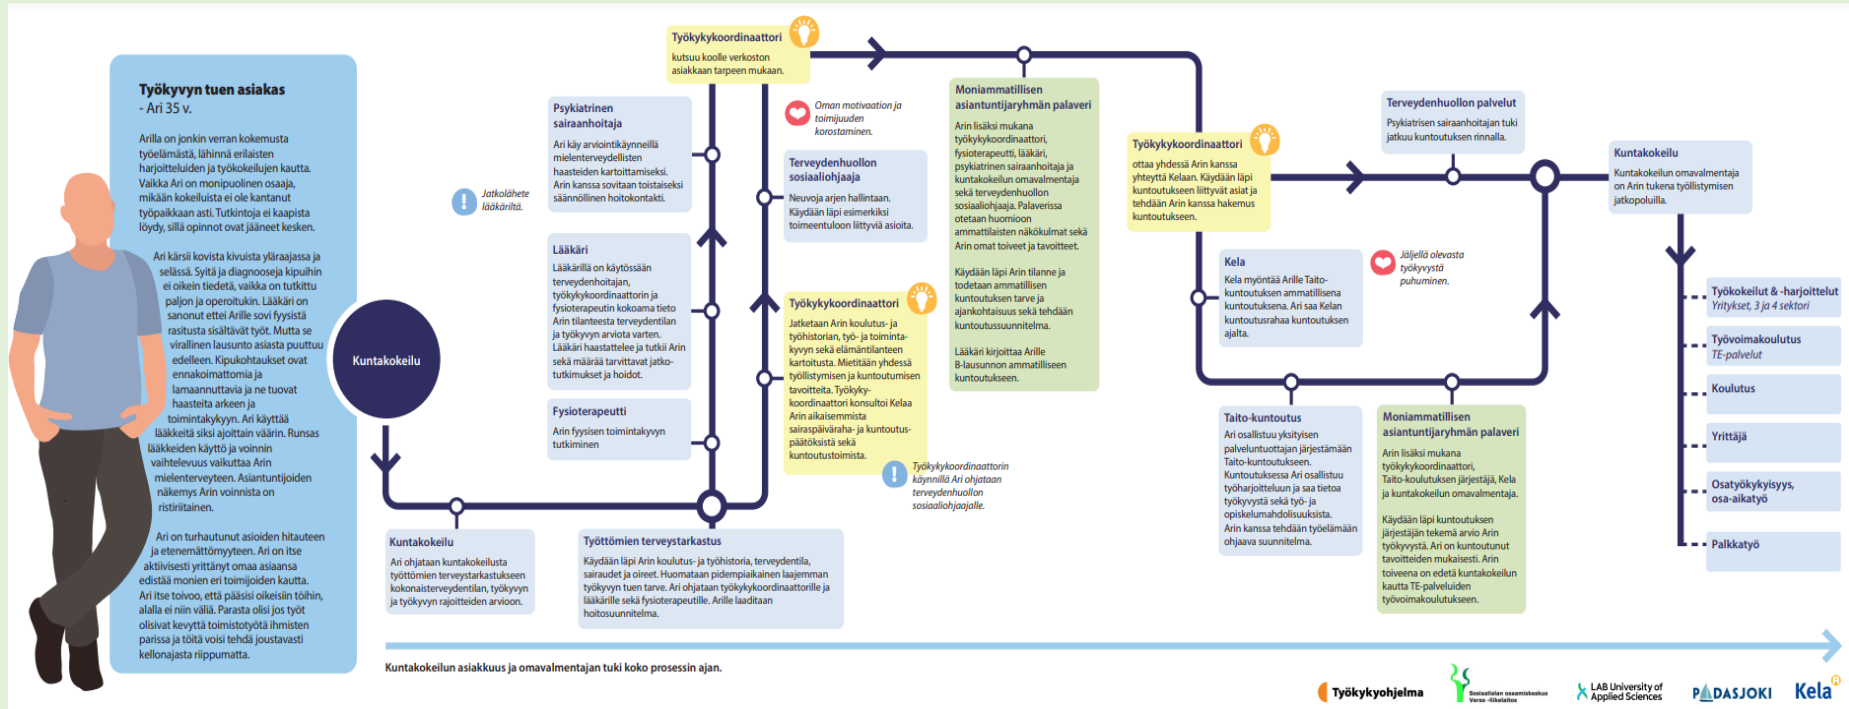 Työkyvyn tuen asiakas
- Ari 35 v.
Arilla on jonkin verran kokemusta
työelämästä, lähinnä erilaisten
harjoitteluiden ja työkokeilujen kautta.
Vaikka Ari on monipuolinen osaaja,
mikään kokeiluista ei ole kantanut
työpaikkaan asti. Tutkintoja ei kaapista
löydy, sillä opinnot ovat jääneet kesken.
Ari kärsii kovista kivuista yläraajassa ja
selässä. Syitä ja diagnooseja kipuihin
ei oikein tiedetä, vaikka on tutkittu
paljon ja operoitukin. Lääkäri on
sanonut ettei Arille sovi fyysistä
rasitusta sisältävät työt. Mutta se
virallinen lausunto asiasta puuttuu
edelleen. Kipukohtaukset ovat
ennakoimattomia ja
lamaannuttavia ja ne tuovat
haasteita arkeen ja
toimintakykyyn. Ari käyttää
lääkkeitä siksi ajoittain väärin. Runsas
lääkkeiden käyttö ja voinnin
vaihtelevuus vaikuttaa Arin
mielenterveyteen. Asiantuntijoiden
näkemys Arin voinnista on
ristiriitainen.
Ari on turhautunut asioiden hitauteen
ja etenemättömyyteen. Ari on itse
aktiivisesti yrittänyt omaa asiaansa
edistää monien eri toimijoiden kautta.
Ari itse toivoo, että pääsisi oikeisiin töihin,
alalla ei niin väliä. Parasta olisi jos työt
olisivat kevyttä toimistotyötä ihmisten
parissa ja töitä voisi tehdä joustavasti
kellonajasta riippumatta.
Kuntakokeilu
Kuntakokeilu
Ari ohjataan kuntakokeilusta
työttömien terveystarkastukseen
kokonaisterveydentilan, työkyvyn
ja työkyvyn rajoitteiden arvioon.
Työttömien terveystarkastus
Käydään läpi Arin koulutus- ja työhistoria, terveydentila,
sairaudet ja oireet. Huomataan pidempiaikainen laajemman
työkyvyn tuen tarve. Ari ohjataan työkykykoordinaattorille ja
lääkärille sekä fysioterapeutille. Arille laaditaan
hoitosuunnitelma.
Fysioterapeutti
Arin fyysisen toimintakyvyn
tutkiminen
Lääkäri
Lääkärillä on käytössään
terveydenhoitajan,
työkykykoordinaattorin ja
fysioterapeutin kokoama tieto
Arin tilanteesta terveydentilan
ja työkyvyn arviota varten.
Lääkäri haastattelee ja tutkii Arin
sekä määrää tarvittavat jatko-
tutkimukset ja hoidot.
Jatkolähete
lääkäriltä.
Psykiatrinen
sairaanhoitaja
Ari käy arviointikäynneillä
mielenterveydellisten
haasteiden kartoittamiseksi.
Arin kanssa sovitaan toistaiseksi
säännöllinen hoitokontakti.
Työkykykoordinaattori
Jatketaan Arin koulutus- ja
työhistorian, työ- ja toiminta-
kyvyn sekä elämäntilanteen
kartoitusta. Mietitään yhdessä
työllistymisen ja kuntoutumisen
tavoitteita. Työkyky-
koordinaattori konsultoi Kelaa
Arin aikaisemmista
sairaspäiväraha- ja kuntoutus-
päätöksistä sekä
kuntoutustoimista.
Työkykykoordinaattorin
käynnillä Ari ohjataan
terveydenhuollon
sosiaaliohjaajalle.
Terveydenhuollon
sosiaaliohjaaja
Neuvoja arjen hallintaan.
Käydään läpi esimerkiksi
toimeentuloon liittyviä asioita.
Oman motivaation ja
toimijuuden
korostaminen.
Työkykykoordinaattori
kutsuu koolle verkoston
asiakkaan tarpeen mukaan.
Moniammatillisen
asiantuntijaryhmän palaveri
Arin lisäksi mukana
työkykykoordinaattori,
fysioterapeutti, lääkäri,
psykiatrinen sairaanhoitaja ja
kuntakokeilun omavalmentaja
sekä terveydenhuollon
sosiaaliohjaaja. Palaverissa
otetaan huomioon
ammattilaisten näkökulmat sekä
Arin omat toiveet ja tavoitteet.
Käydään läpi Arin tilanne ja
todetaan ammatillisen
kuntoutuksen tarve ja
ajankohtaisuus sekä tehdään
kuntoutussuunnitelma.
Lääkäri kirjoittaa Arille
B-lausunnon ammatilliseen
kuntoutukseen.
Työkykykoordinaattori
ottaa yhdessä Arin kanssa
yhteyttä Kelaan. Käydään läpi
kuntoutukseen liittyvät asiat ja
tehdään Arin kanssa hakemus
kuntoutukseen.
Kela
Kela myöntää Arille Taito-
kuntoutuksen ammatillisena
kuntoutuksena. Ari saa Kelan
kuntoutusrahaa kuntoutuksen
ajalta.
Jäljellä olevasta
työkyvystä
puhuminen.
Taito-kuntoutus
Ari osallistuu yksityisen
palveluntuottajan järjestämään
Taito-kuntoutukseen.
Kuntoutuksessa Ari osallistuu
työharjoitteluun ja saa tietoa
työkyvystä sekä työ- ja
opiskelumahdollisuuksista.
Arin kanssa tehdään työelämään
ohjaava suunnitelma.
Moniammatillisen
asiantuntijaryhmän palaveri
Arin lisäksi mukana
työkykykoordinaattori,
Taito-koulutuksen järjestäjä, Kela
ja kuntakokeilun omavalmentaja.
Käydään läpi kuntoutuksen
järjestäjän tekemä arvio Arin
työkyvystä. Ari on kuntoutunut
tavoitteiden mukaisesti. Arin
toiveena on edetä kuntakokeilun
kautta TE-palveluiden
työvoimakoulutukseen.
Terveydenhuollon palvelut
Psykiatrisen sairaanhoitajan tuki
jatkuu kuntoutuksen rinnalla.
Kuntakokeilu
Kuntakokeilun omavalmentaja
on Arin tukena työllistymisen
jatkopoluilla.
Työkokeilut & -harjoittelut
Yritykset, 3 ja 4 sektori
Työvoimakoulutus
TE-palvelut
Koulutus
Yrittäjä
Osatyökykyisyys,
osa-aikatyö
Palkkatyö
Kuntakokeilun asiakkuus ja omavalmentajan tuki koko prosessin ajan.
Työkykyohjelma
Sosiaalialan osaamiskeskus
Verso -liikelaitos
LAB University of
Applied Sciences
PADASJOKI
Kela